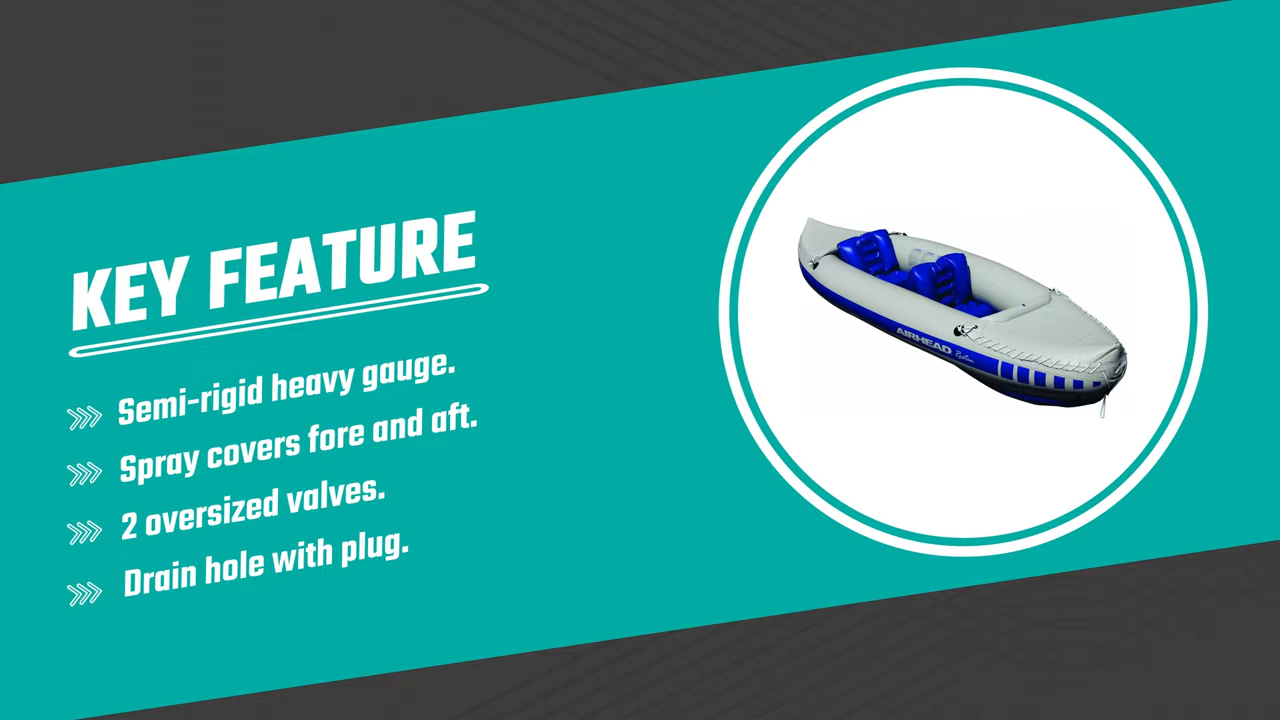 KEY FEATURE
Semi-rigid heavy gauge.
Spray covers fore and aft.
2 oversized valves.
Drain hole with plug.
AIRHEAD